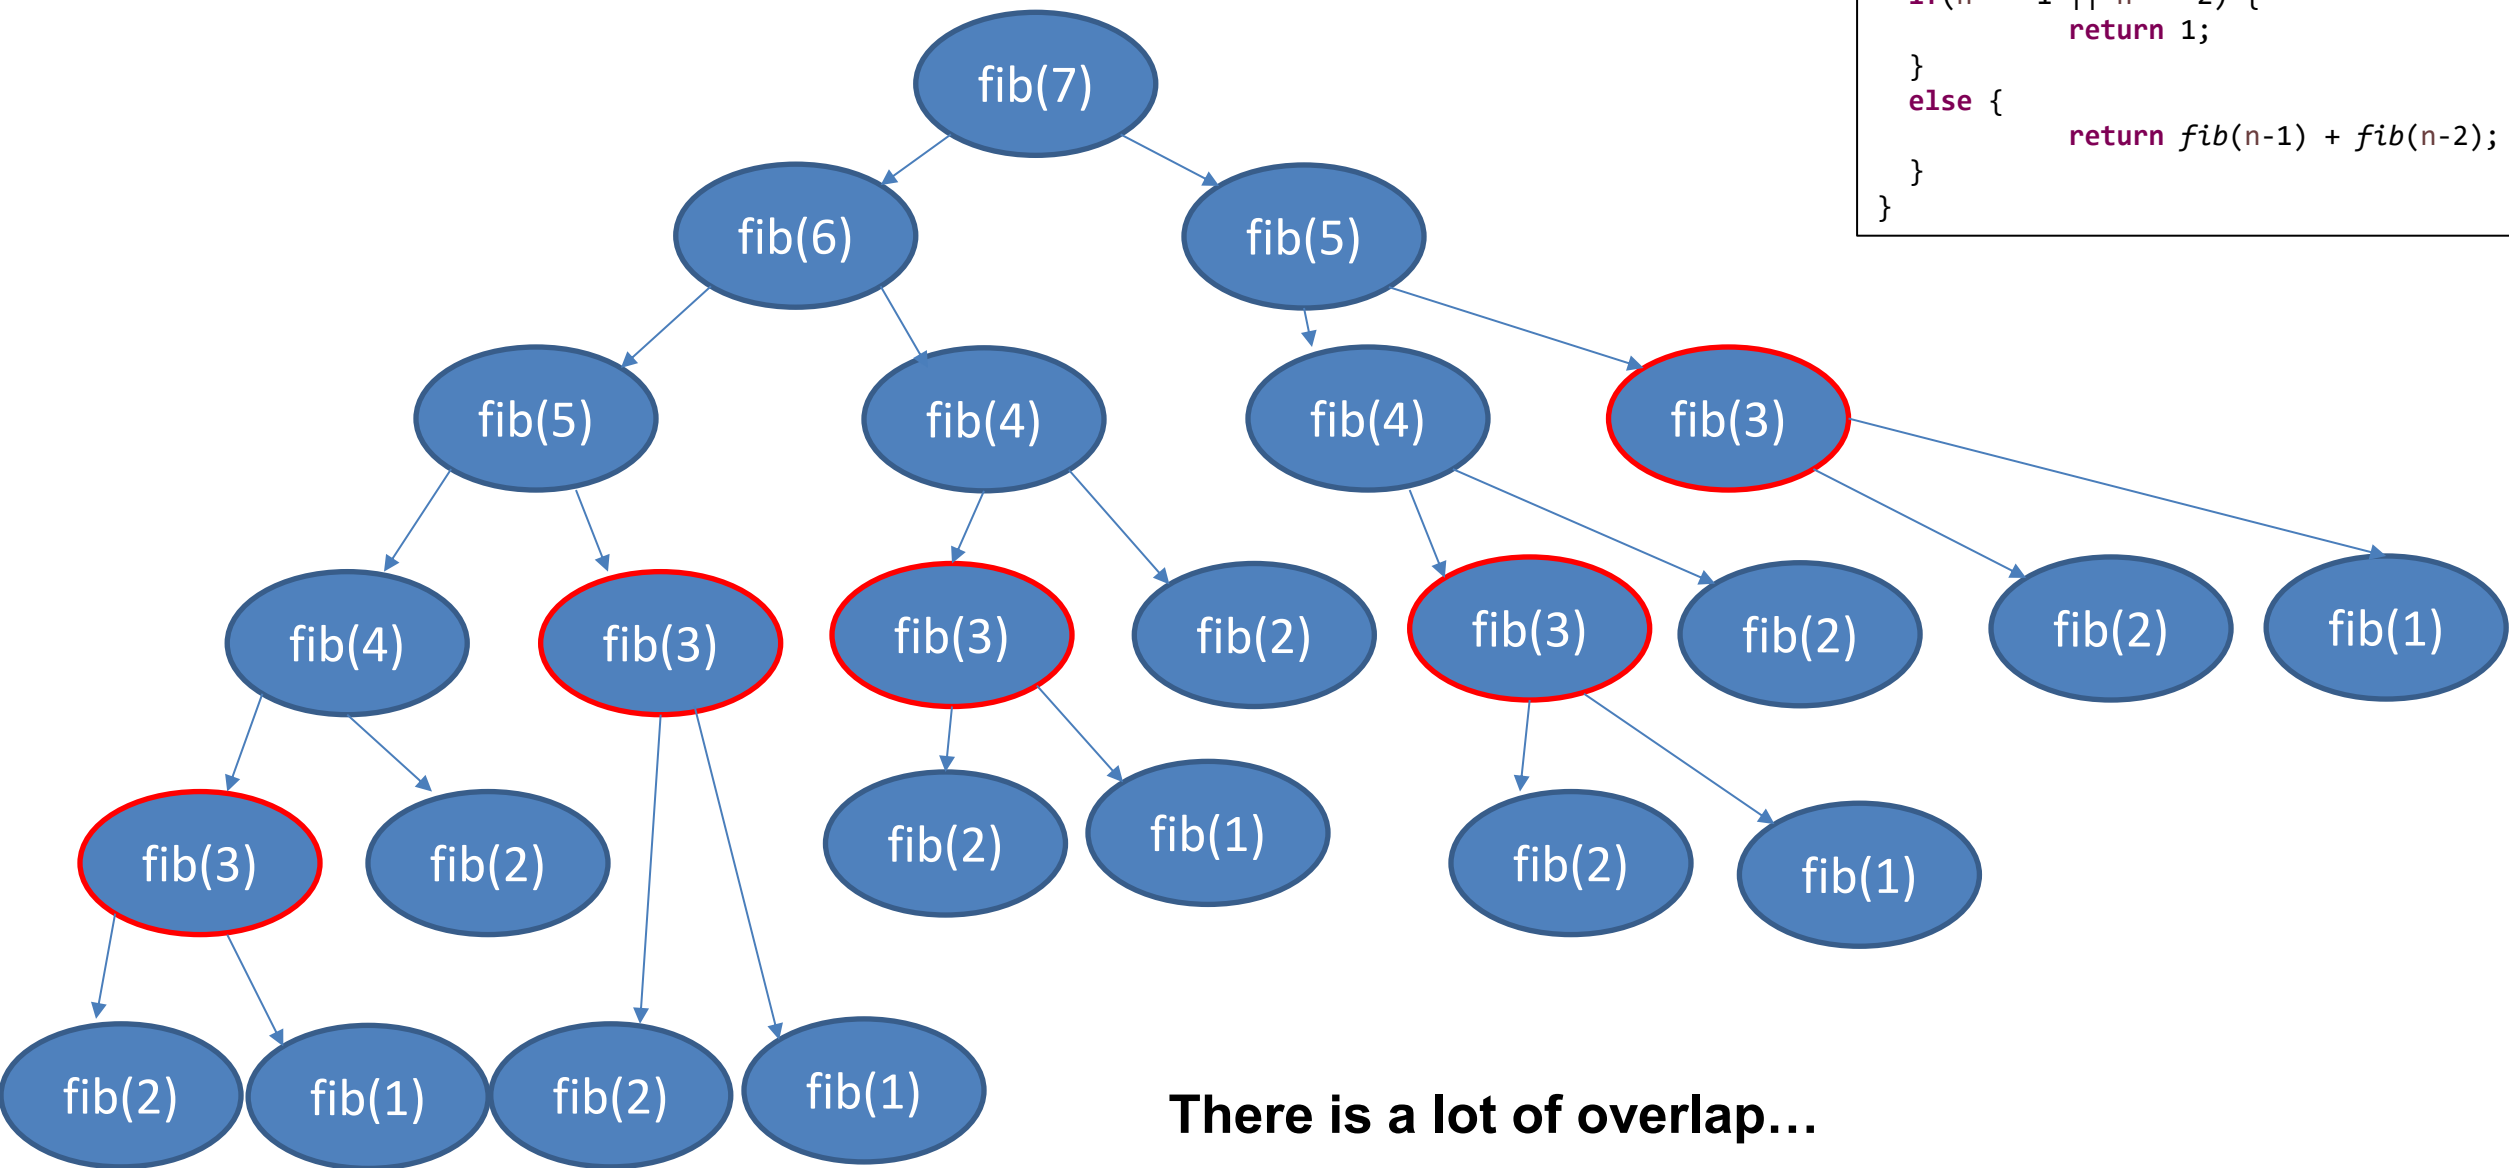 return 1;
}
else {
return fib(n-1) + fib(n-2);
}
}
fib(7)
fib(6)
fib(5)
fib(5)
fib(4)
fib(4)
fib(3)
fib(4)
fib(3)
fib(3)
fib(2)
fib(3)
fib(2)
fib(2)
fib(1)
fib(3)
fib(2)
fib(2)
fib(1)
fib(2)
fib(1)
fib(2)
fib(1)
fib(2)
fib(1)
There is a lot of overlap…